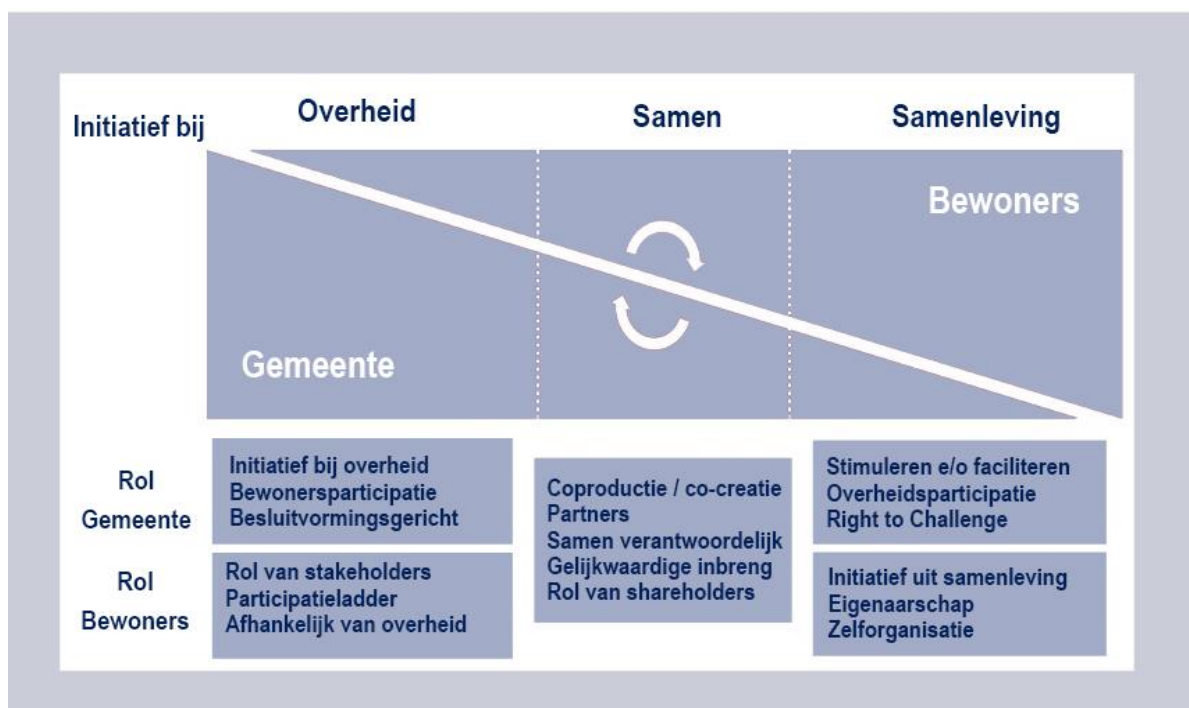 Initiatief bij
Overheid
Samen
Samenleving
Bewoners
Gemeente
Rol
Gemeente
Initiatief bij overheid
Bewonersparticipatie
Besluitvormingsgericht
Coproductie / co-creatie
Partners
Samen verantwoordelijk
Gelijkwaardige inbreng
Rol van shareholders
Stimuleren e/o faciliteren
Overheidsparticipatie
Right to Challenge
Rol
Bewoners
Rol van stakeholders
Participatieladder
Afhankelijk van overheid
Initiatief uit samenleving
Eigenaarschap
Zelforganisatie